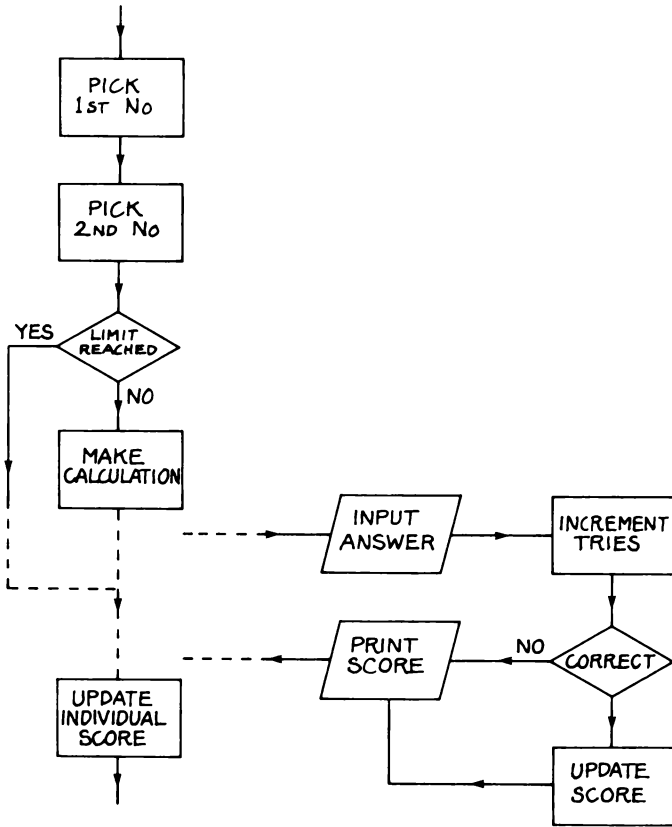 PICK
1ST NO
PICK
2ND NO
YES
LIMIT
REACHED
NO
MAKE
CALCULATION
INPUT
ANSWER
INCREMENT
TRIES
PRINT
SCORE
NO
CORRECT
UPDATE
INDIVIDUAL
SCORE
UPDATE
SCORE